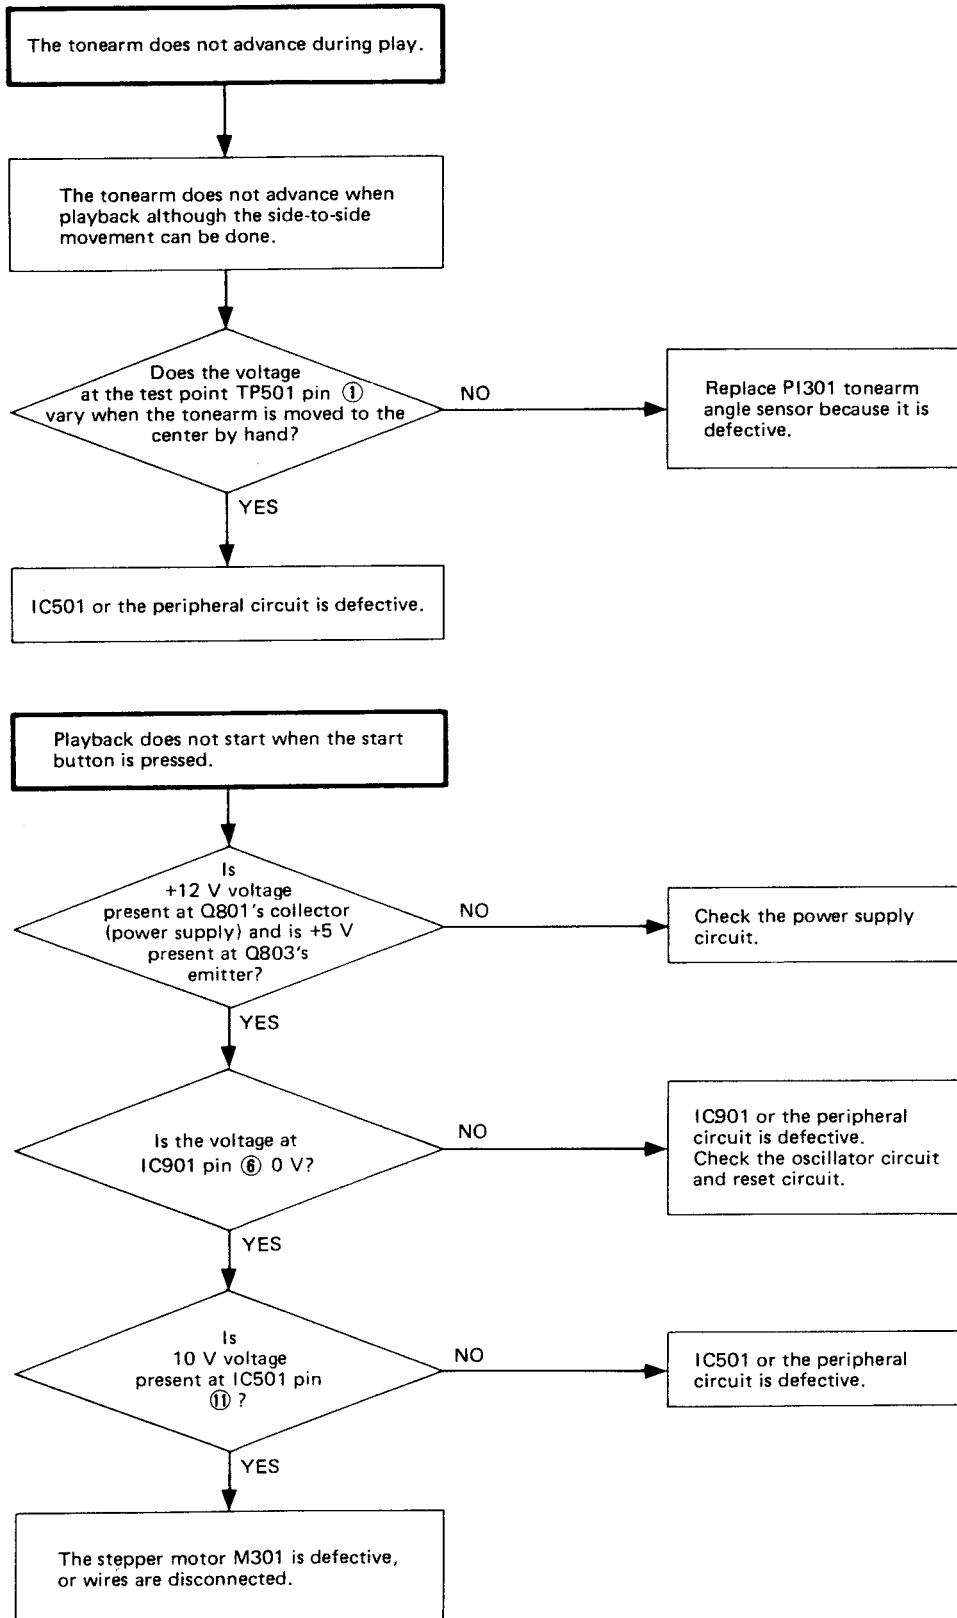 The tonearm does not advance during play.
The tonearm does not advance when
playback although the side-to-side
movement can be done.
Does the voltage
at the test point TP501 pin ①
vary when the tonearm is moved to the
center by hand?
NO
Replace PI301 tonearm
angle sensor because it is
defective.
YES
IC501 or the peripheral circuit is defective.
Playback does not start when the start
button is pressed.
Is
+12 V voltage
present at Q801's collector
(power supply) and is +5 V
present at Q803's
emitter?
NO
Check the power supply
circuit.
YES
Is the voltage at
IC901 pin ⑥ 0 V?
NO
IC901 or the peripheral
circuit is defective.
Check the oscillator circuit
and reset circuit.
YES
Is
10 V voltage
present at IC501 pin
⑪ ?
NO
IC501 or the peripheral
circuit is defective.
YES
The stepper motor M301 is defective,
or wires are disconnected.